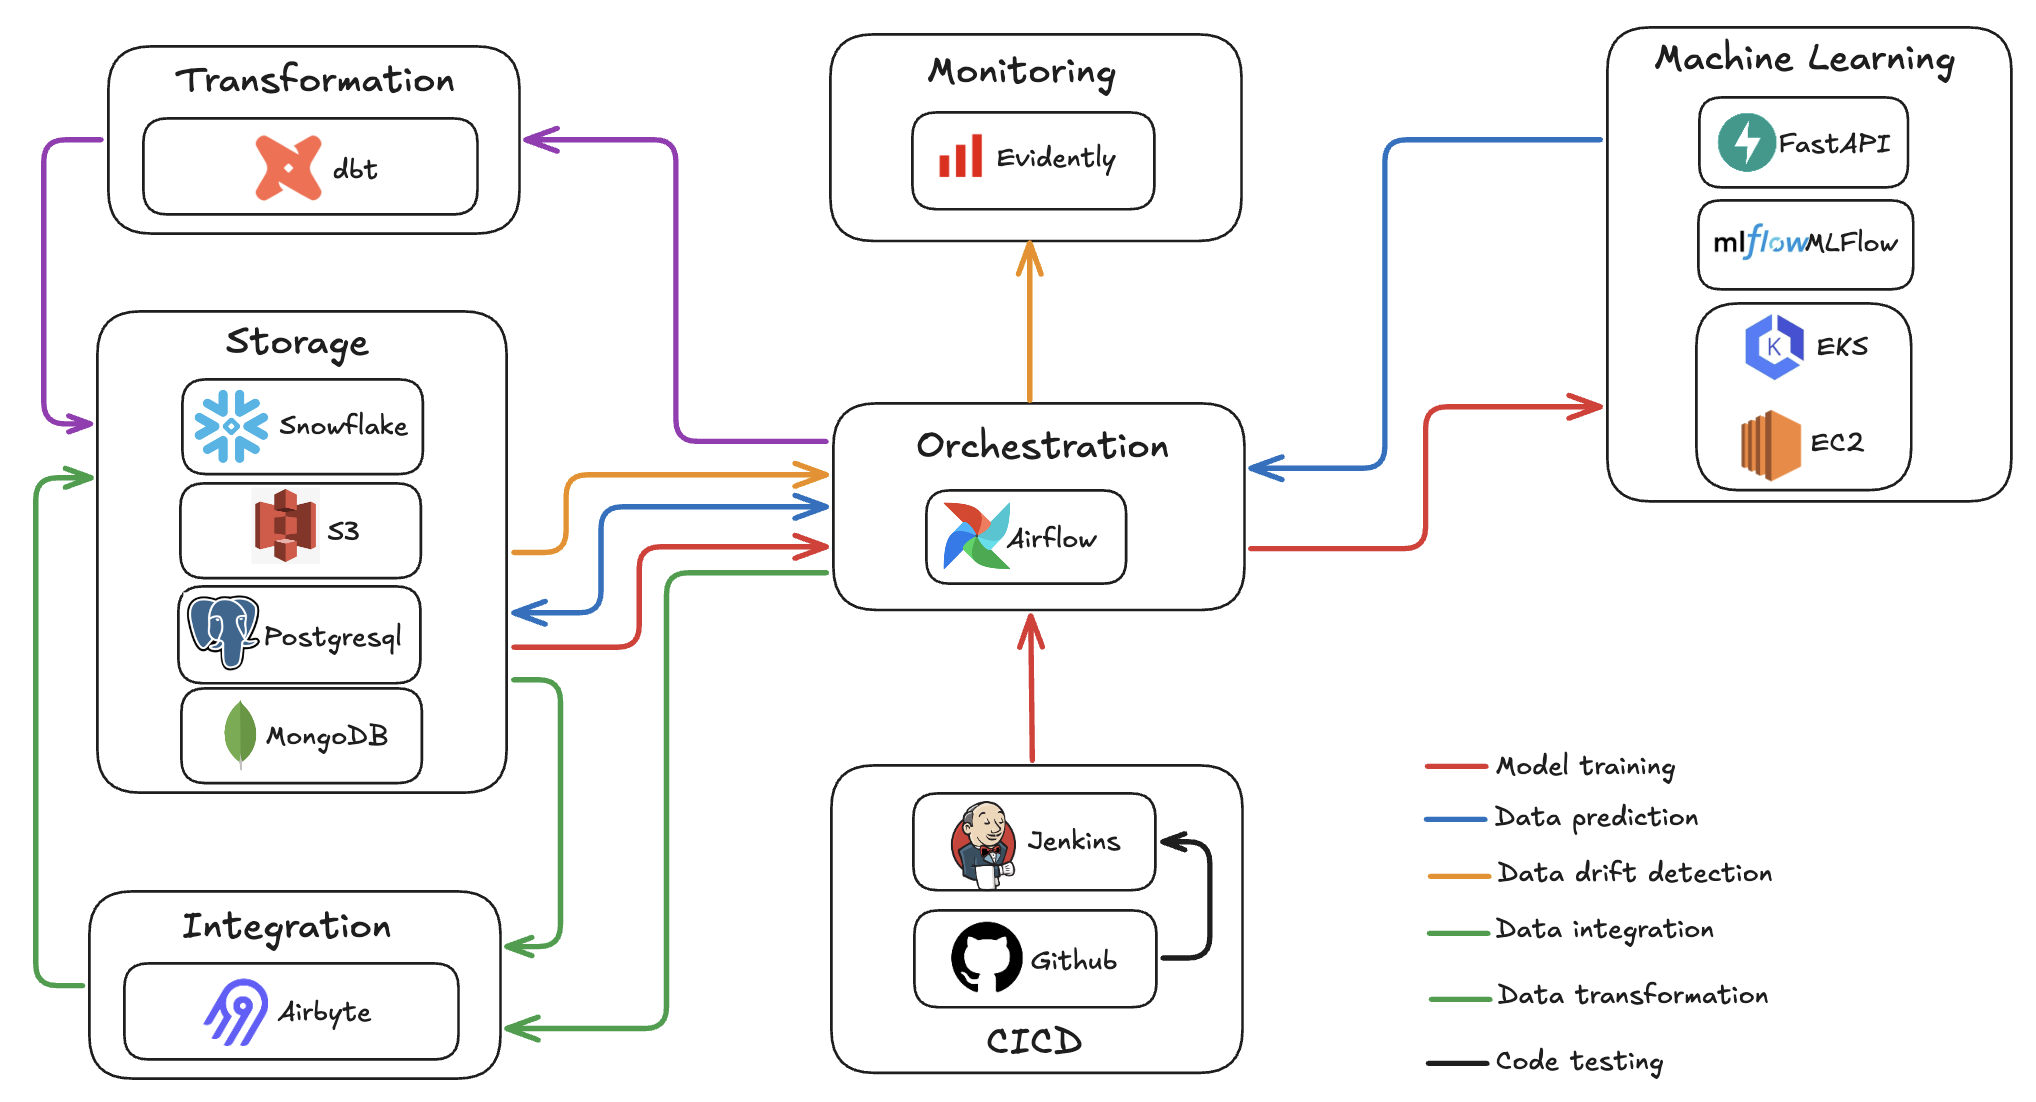 Transformation
dbt
Monitoring
Evidently
Machine Learning
FastAPI
mlflow MLFlow
K EKS
EC2
Storage
Snowflake
S3
Postgresql
MongoDB
Orchestration
Airflow
Integration
Airbyte
Jenkins
Github
CICD
Model training
Data prediction
Data drift detection
Data integration
Data transformation
Code testing